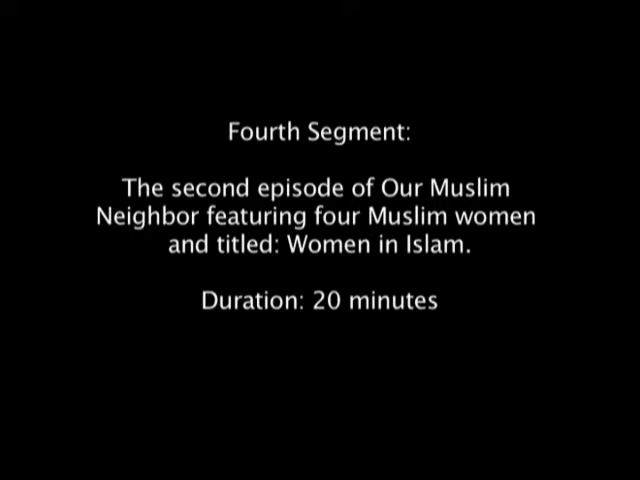 Fourth Segment:
The second episode of Our Muslim
Neighbor featuring four Muslim women
and titled: Women in Islam.
Duration: 20 minutes